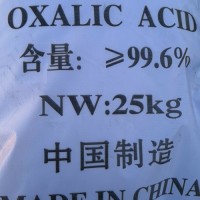 OXALIC ACID
含量: ≥99.6%
NW:25kg
中国制造
MADE IN CHINA